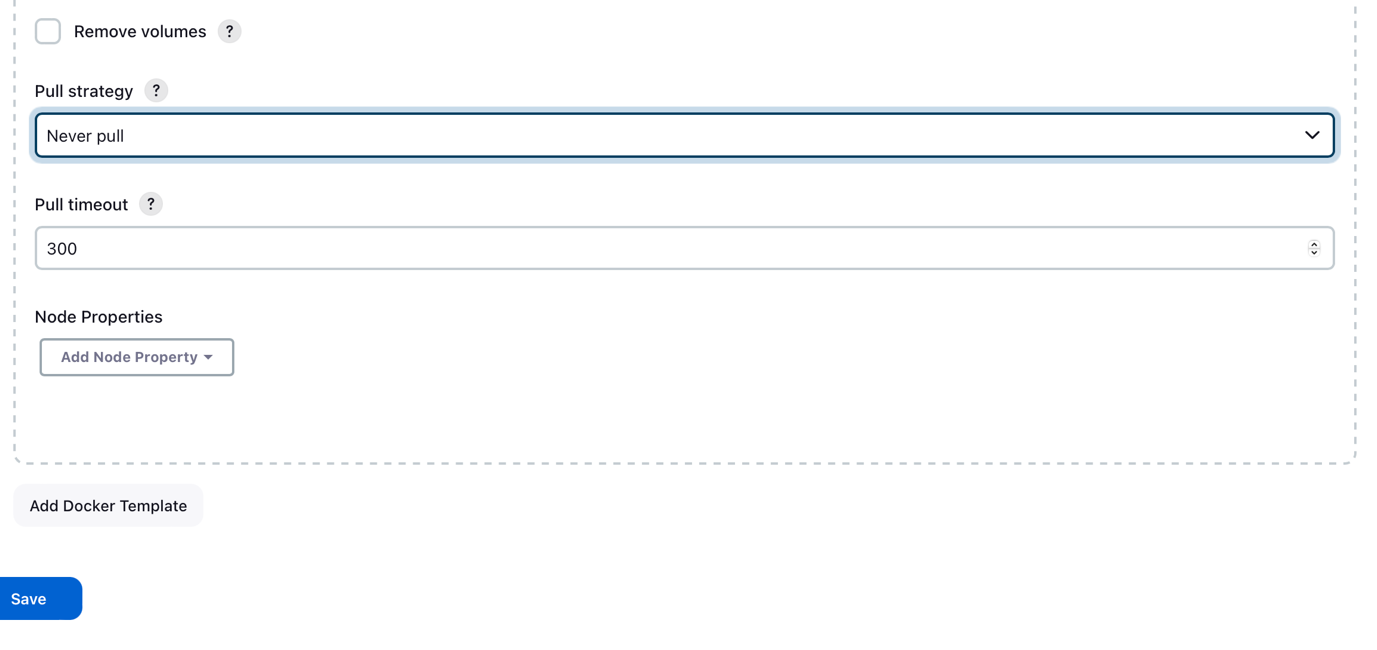 Remove volumes ?
Pull strategy ?
Never pull
Pull timeout ?
300
Node Properties
Add Node Property
Add Docker Template
Save